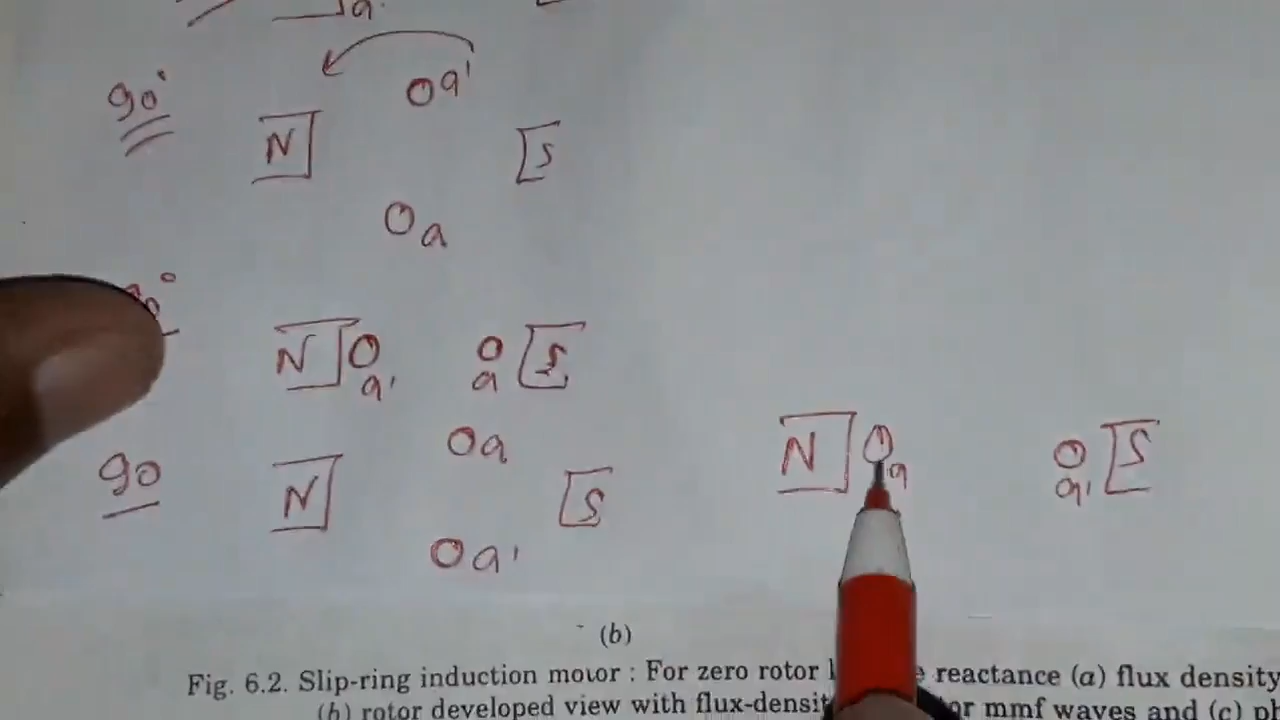 a
a'
90°
N
S
a
0°
N a' a S
a
90 N S
a'
N a a' S
(b)
Fig. 6.2. Slip-ring induction motor : For zero rotor reactance (a) flux density
(b) rotor developed view with flux-densit mmf waves and (c)